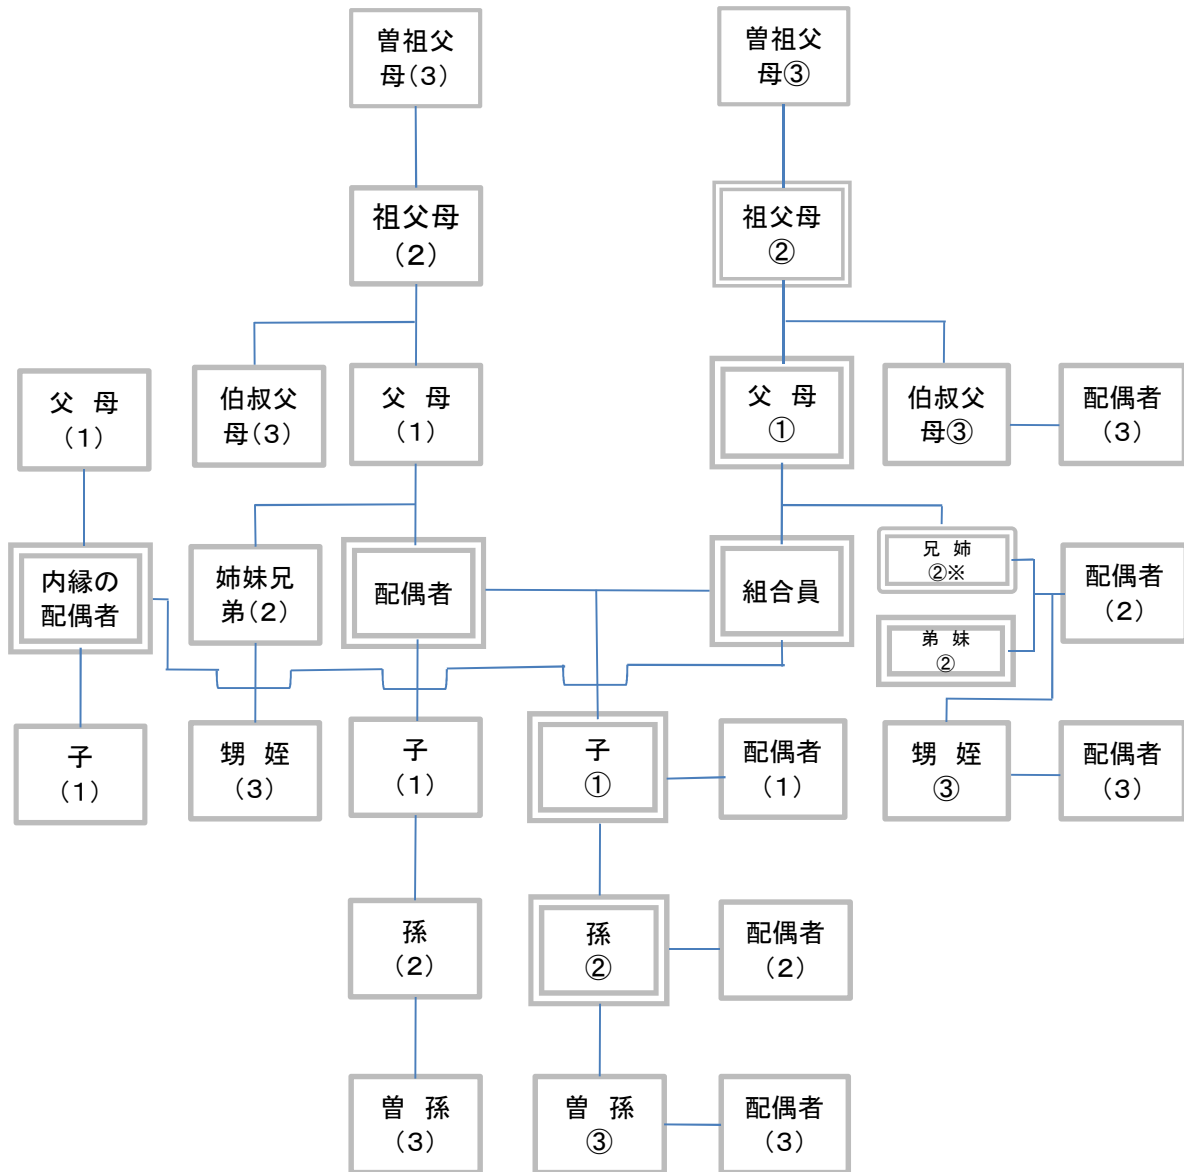 曽祖父
母(3)
曽祖父
母③
祖父母
(2)
祖父母
②
父 母
(1)
伯叔父
母(3)
父 母
(1)
父 母
①
伯叔父
母③
配偶者
(3)
内縁の
配偶者
姉妹兄
弟(2)
配偶者
組合員
兄 姉
②※
弟 妹
②
配偶者
(2)
子
(1)
甥 姪
(3)
子
(1)
子
①
配偶者
(1)
甥 姪
③
配偶者
(3)
孫
(2)
孫
②
配偶者
(2)
曽 孫
(3)
曽 孫
③
配偶者
(3)